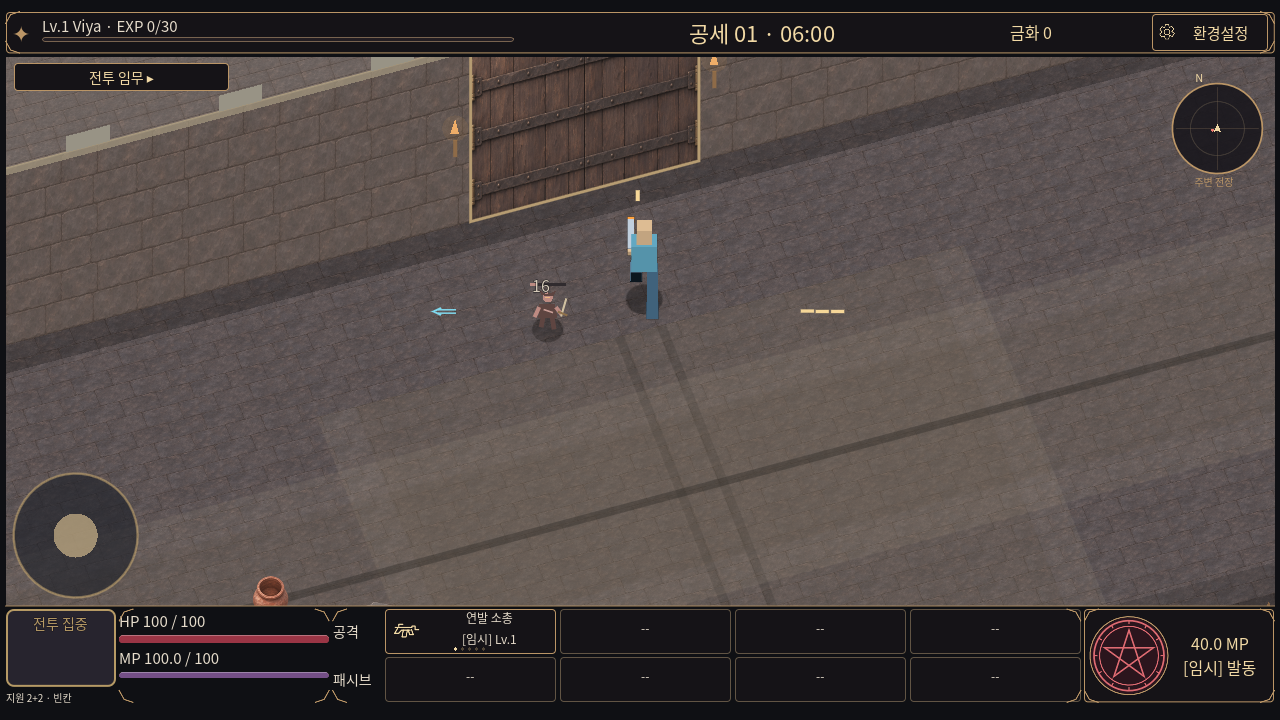 Lv.1 Viya · EXP 0/30
공세 01 · 06:00
금화 0
환경설정
전투 임무 ▸
N
주변 전장
16
전투 집중
HP 100 / 100
MP 100.0 / 100
지원 2+2 · 빈칸
공격
패시브
연발 소총
[임시] Lv.1
--
--
--
--
--
--
--
40.0 MP
[임시] 발동